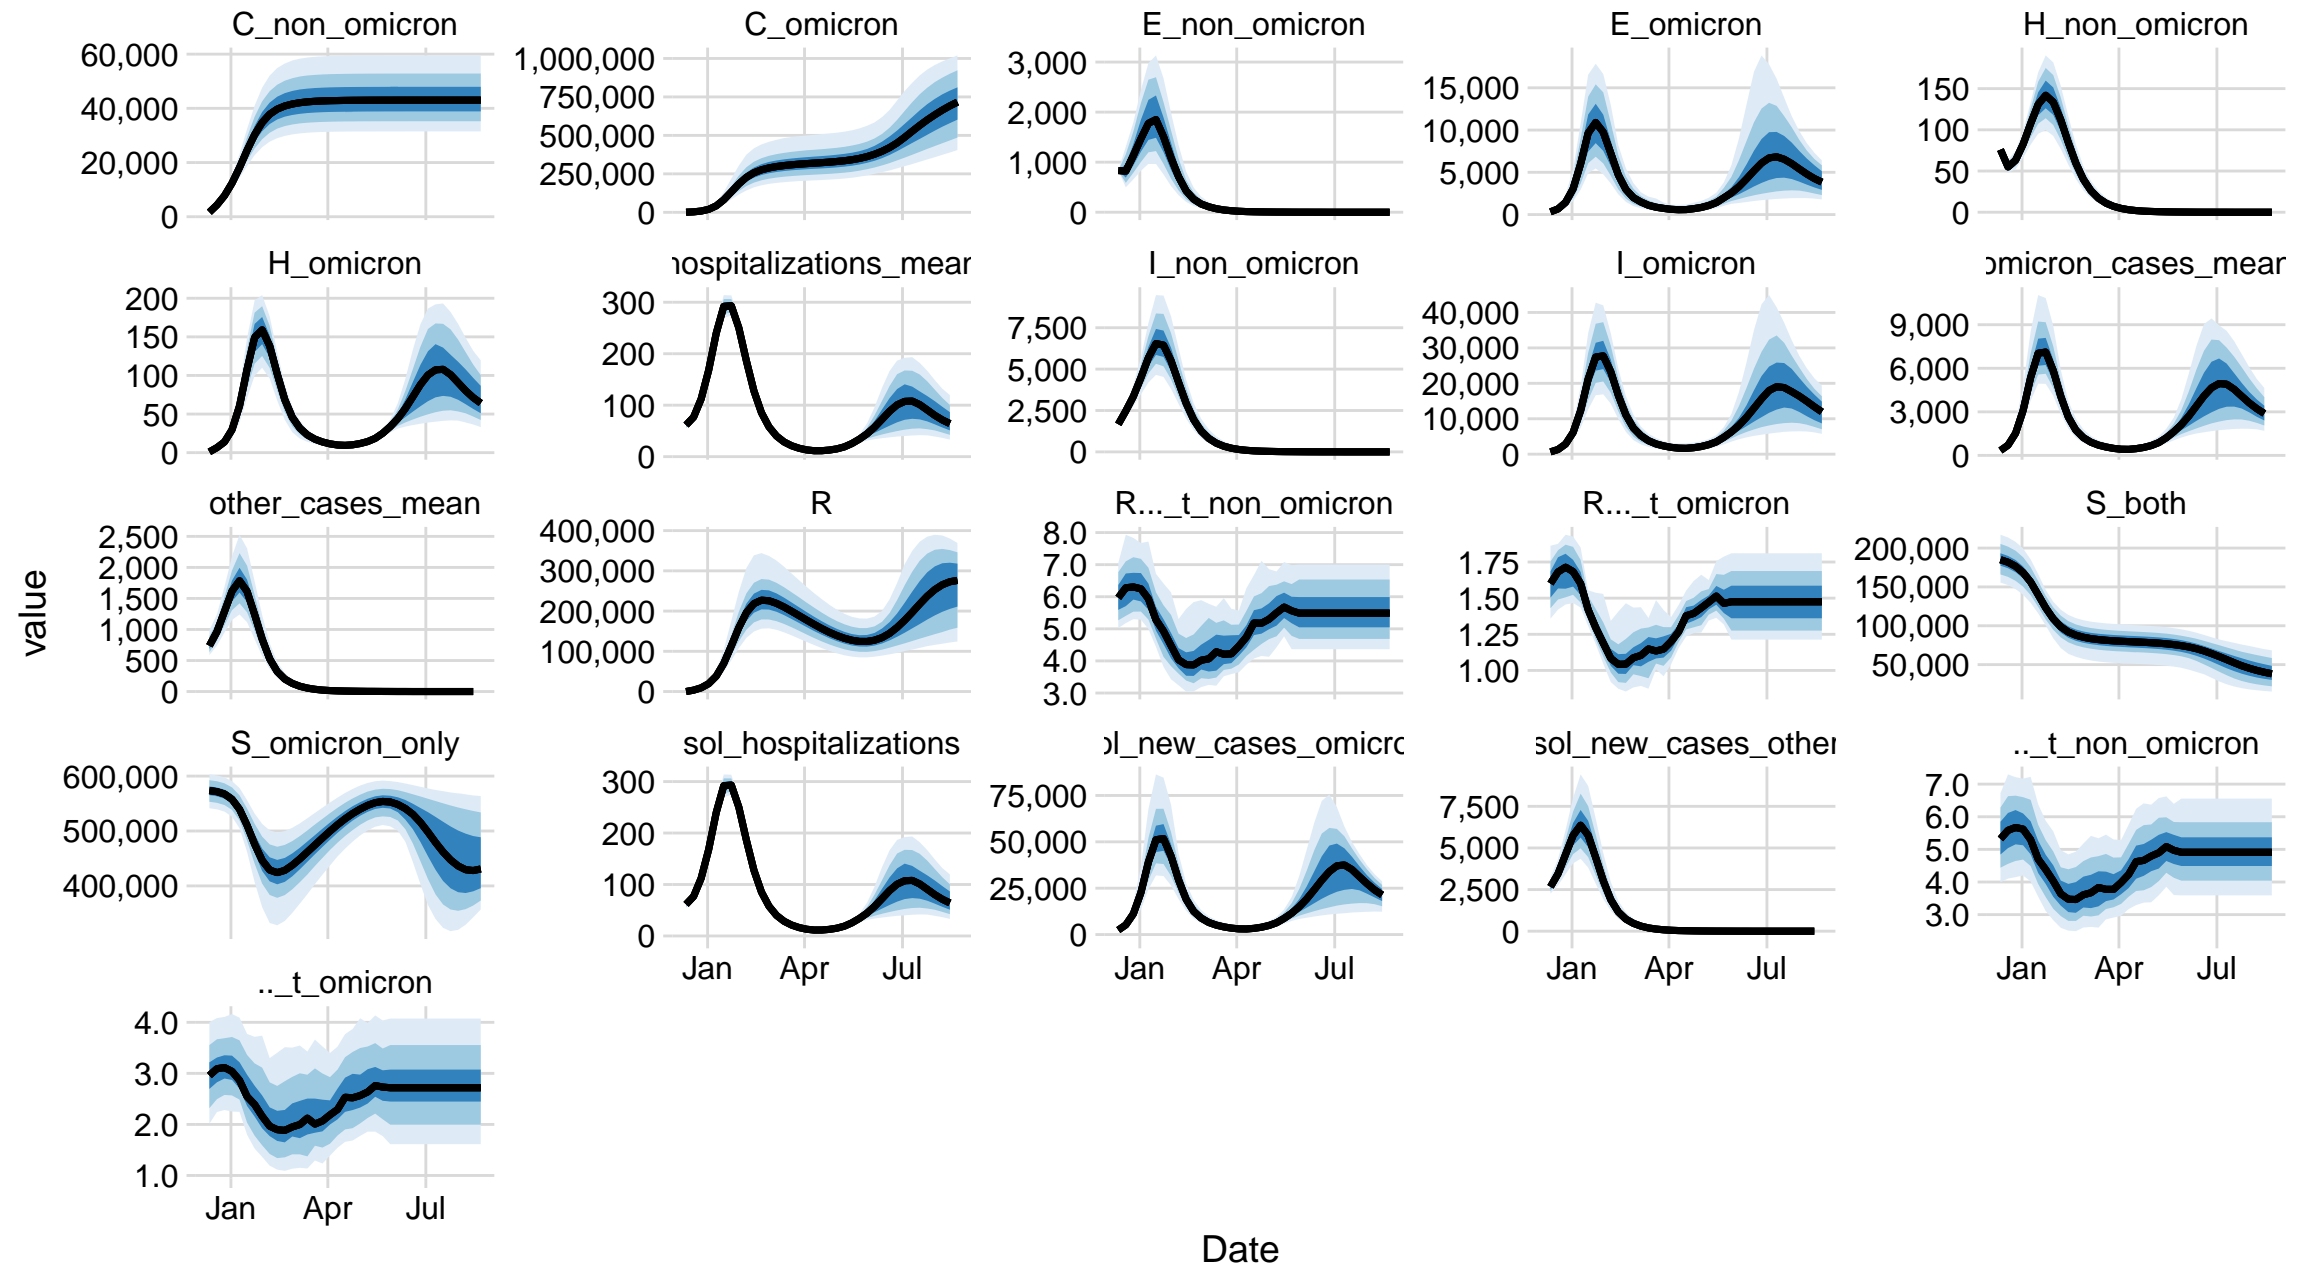 C_non_omicron C_omicron E_non_omicron E_omicron H_non_omicron
60,000 40,000 20,000 0
1,000,000 750,000 500,000 250,000 0
3,000 2,000 1,000 0
15,000 10,000 5,000 0
150 100 50 0
H_omicron hospitalizations_mean I_non_omicron I_omicron omicron_cases_mean
200 150 100 50 0
300 200 100 0
7,500 5,000 2,500 0
40,000 30,000 20,000 10,000 0
9,000 6,000 3,000 0
other_cases_mean R R..._t_non_omicron R..._t_omicron S_both
2,500 2,000 1,500 1,000 500 0
400,000 300,000 200,000 100,000 0
8.0 7.0 6.0 5.0 4.0 3.0
1.75 1.50 1.25 1.00
200,000 150,000 100,000 50,000
S_omicron_only sol_hospitalizations ol_new_cases_omicro sol_new_cases_other .._t_non_omicron
600,000 500,000 400,000
300 200 100 0
75,000 50,000 25,000 0
7,500 5,000 2,500 0
7.0 6.0 5.0 4.0 3.0
Jan Apr Jul
Jan Apr Jul
Jan Apr Jul
Jan Apr Jul
.._t_omicron
4.0 3.0 2.0 1.0
Jan Apr Jul
value
Date